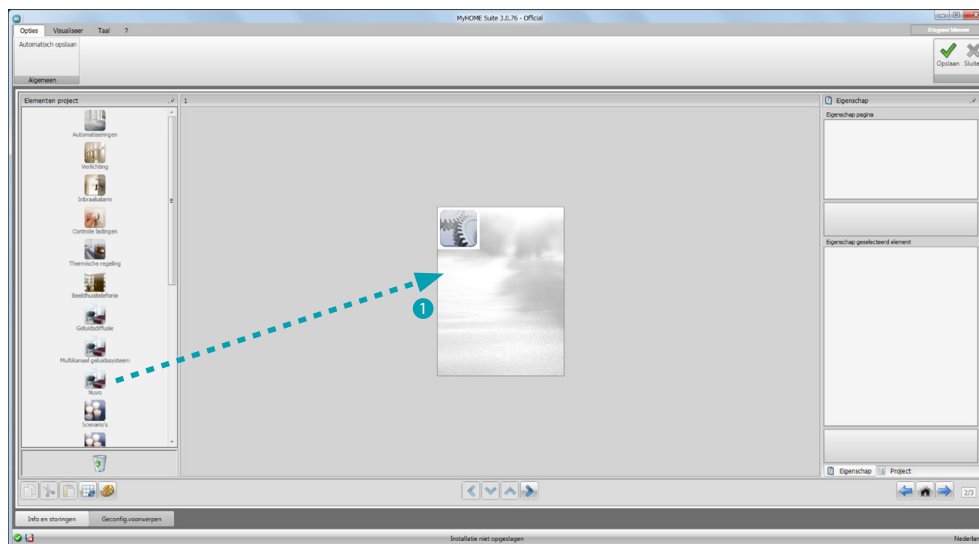 MyHOME Suite 3.0.76 - Official
Opties Visualiseer Taal ?
Automatisch opslaan
Opslaan Sluite
Algemeen
Elementen project
1
Eigenschap
Eigenschap pagina
Automatiseringen
Verlichting
Inbraakalarm
Controle ladingen
Thermische regeling
Beeldhuistelefonie
Geluidsdiffusie
Multikanaal geluidssysteem
Nuvo
Scenario's
Eigenschap geselecteerd element
1
Eigenschap Project
2/3
Info en storingen Geconfig.voorwerpen
Installatie niet opgeslagen
Nederlan